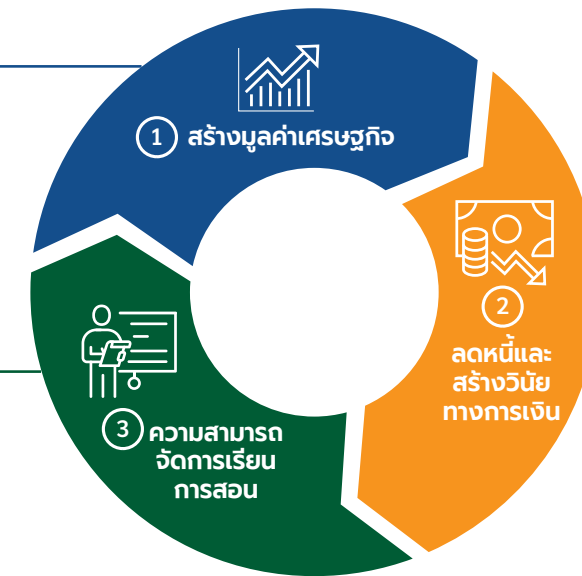 1 สร้างมูลค่าเศรษฐกิจ
2
ลดหนี้และ
สร้างวินัย
ทางการเงิน
3 ความสามารถ
จัดการเรียน
การสอน